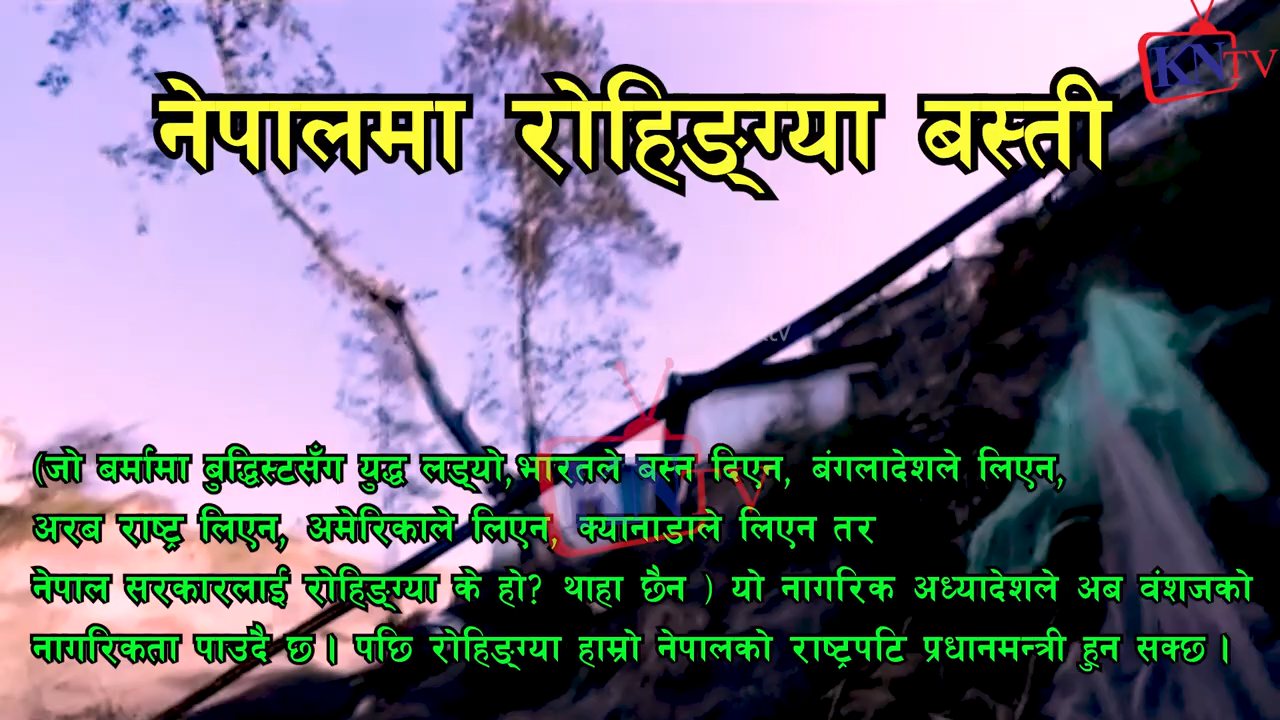 KNTV
नेपालमा रोहिङ्ग्या बस्ती
(जो बर्मामा बुद्धिस्टसँग युद्ध लड्यो,भारतले बस्न दिएन, बंगलादेशले लिएन,
अरब राष्ट्र लिएन, अमेरिकाले लिएन, क्यानाडाले लिएन तर
नेपाल सरकारलाई रोहिङ्ग्या के हो? थाहा छैन ) यो नागरिक अध्यादेशले अब वंशजको
नागरिकता पाउदै छ । पछि रोहिङ्ग्या हाम्रो नेपालको राष्ट्रपटि प्रधानमन्त्री हुन सक्छ ।
KNTV